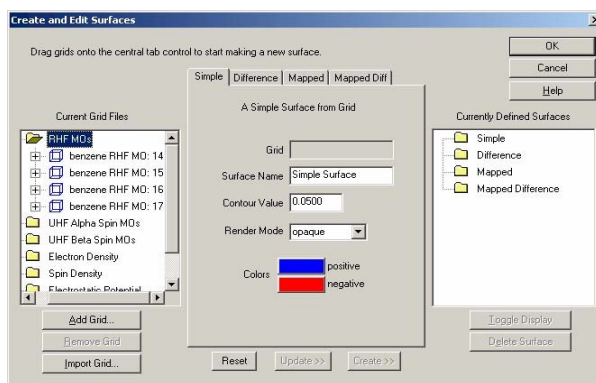 Create and Edit Surfaces
Drag grids onto the central tab control to start making a new surface.
OK
Cancel
Help
Simple
Difference
Mapped
Mapped Diff
Current Grid Files
RHF MOs
benzene RHF MO: 14
benzene RHF MO: 15
benzene RHF MO: 16
benzene RHF MO: 17
UHF Alpha Spin MOs
UHF Beta Spin MOs
Electron Density
Spin Density
Electrostatic Potential
Add Grid...
Remove Grid
Import Grid...
A Simple Surface from Grid
Grid
Surface Name Simple Surface
Contour Value 0.0500
Render Mode opaque
Colors
positive
negative
Reset
Update >>
Create >>
Currently Defined Surfaces
Simple
Difference
Mapped
Mapped Difference
Toggle Display
Delete Surface